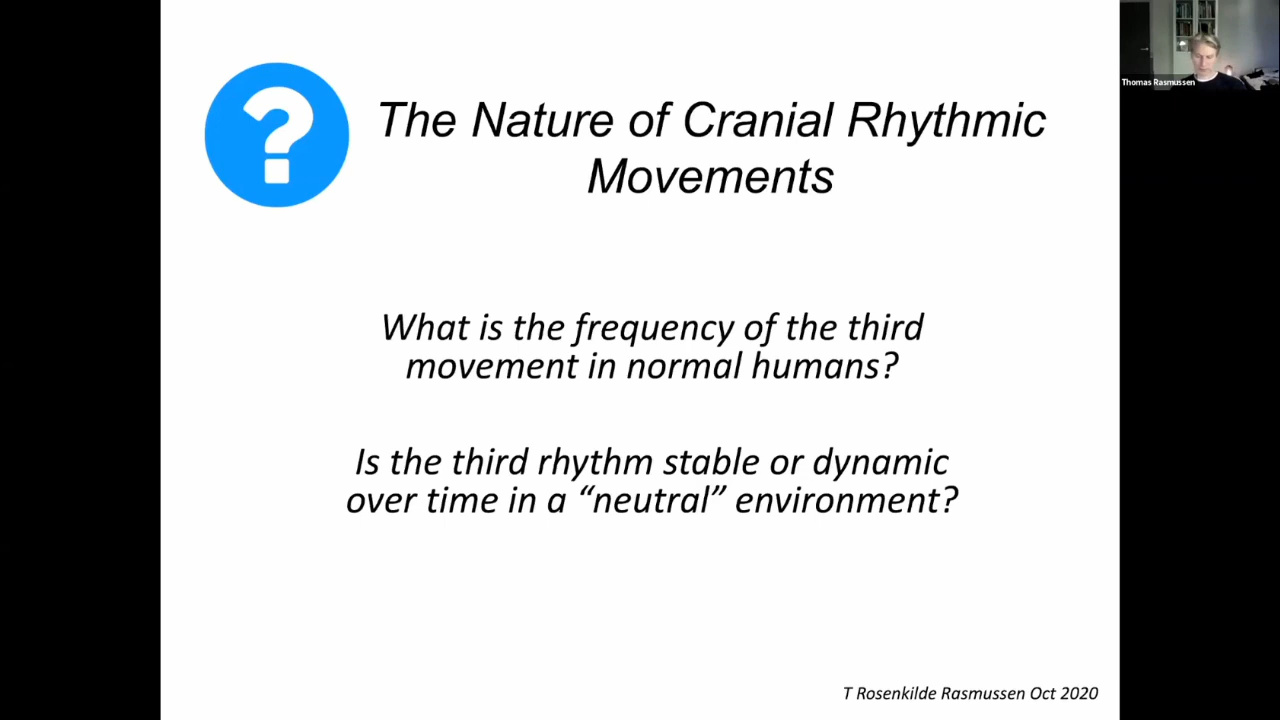 Thomas Rasmussen
The Nature of Cranial Rhythmic
Movements
What is the frequency of the third
movement in normal humans?
Is the third rhythm stable or dynamic
over time in a “neutral” environment?
T Rosenkilde Rasmussen Oct 2020